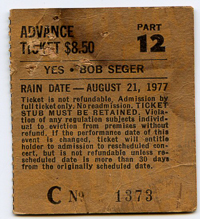 ADVANCE
TICKET $8.50
PART
12
YES • BOB SEGER
RAIN DATE — AUGUST 21, 1977
Ticket is not refundable. Admission by
full ticket only. No readmission. TICKET
STUB MUST BE RETAINED. Viola-
tion of any regulation subjects individ-
ual to eviction from premises without
refund. If the performance date of this
event is changed, ticket will entitle
holder to admission to rescheduled con-
cert, but is not refundable unless re-
scheduled date is more than 30 days
from the originally scheduled date.
C No 1373